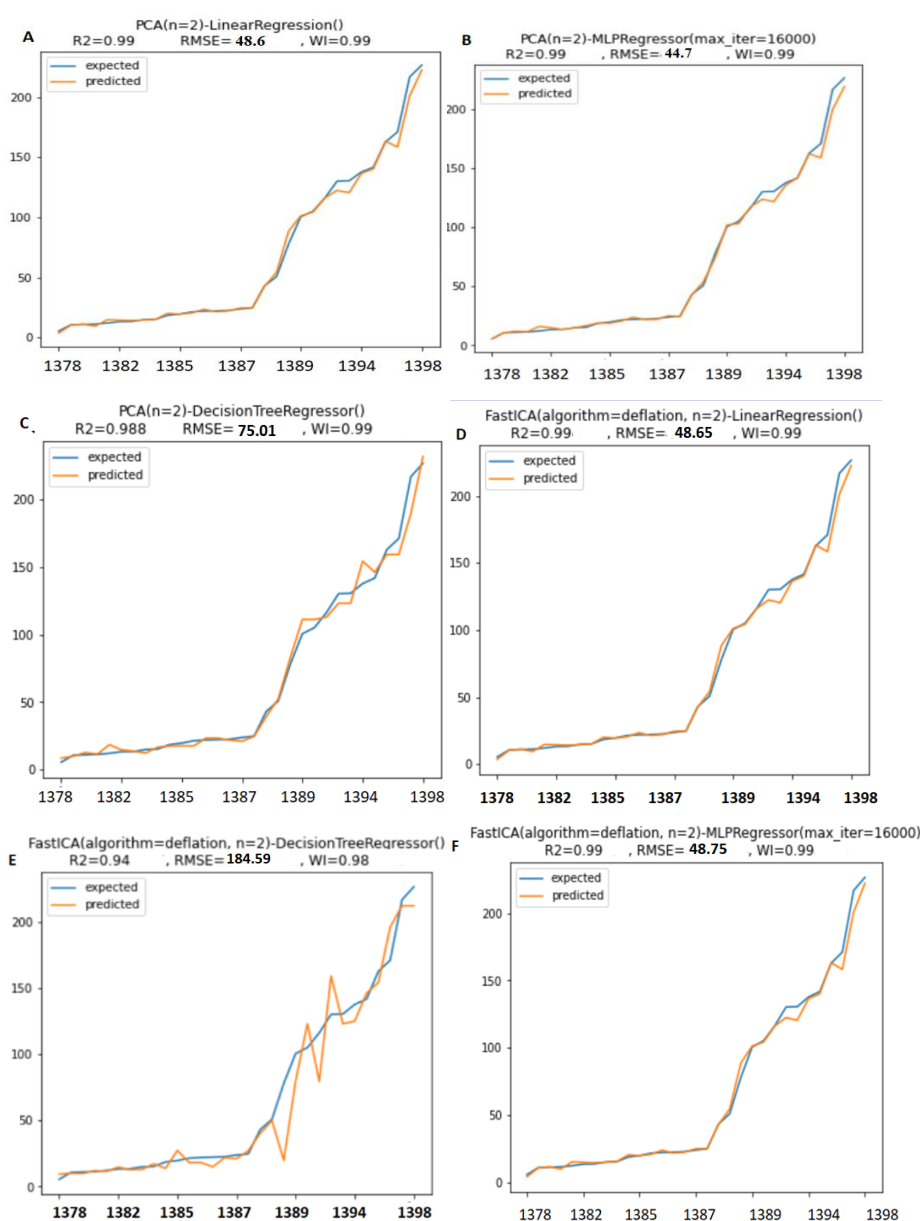 A
PCA(n=2)-LinearRegression()
R2=0.99 RMSE= 48.6 , WI=0.99
expected
predicted
200
150
100
50
0
1378 1382 1385 1387 1389 1394 1398
B
PCA(n=2)-MLPRegressor(max_iter=16000)
R2=0.99 , RMSE= 44.7 , WI=0.99
expected
predicted
200
150
100
50
0
1378 1382 1385 1387 1389 1394 1398
C
PCA(n=2)-DecisionTreeRegressor()
R2=0.988 RMSE= 75.01 , WI=0.99
expected
predicted
200
150
100
50
0
1378 1382 1385 1387 1389 1394 1398
D
FastICA(algorithm=deflation, n=2)-LinearRegression()
R2=0.99 , RMSE= 48.65 , WI=0.99
expected
predicted
200
150
100
50
0
1378 1382 1385 1387 1389 1394 1398
E
FastICA(algorithm=deflation, n=2)-DecisionTreeRegressor()
R2=0.94 , RMSE= 184.59 , WI=0.98
expected
predicted
200
150
100
50
0
1378 1382 1385 1387 1389 1394 1398
F
FastICA(algorithm=deflation, n=2)-MLPRegressor(max_iter=16000)
R2=0.99 , RMSE= 48.75 , WI=0.99
expected
predicted
200
150
100
50
0
1378 1382 1385 1387 1389 1394 1398